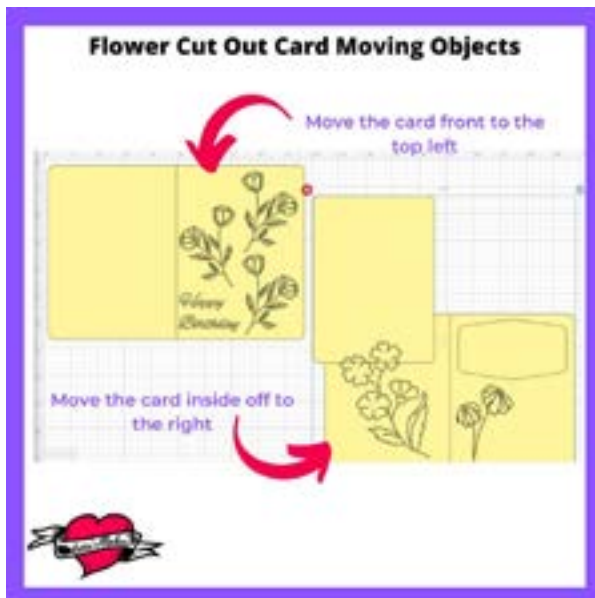 Flower Cut Out Card Moving Objects
Move the card front to the
top left
Happy
Birthday
Move the card inside off to
the right